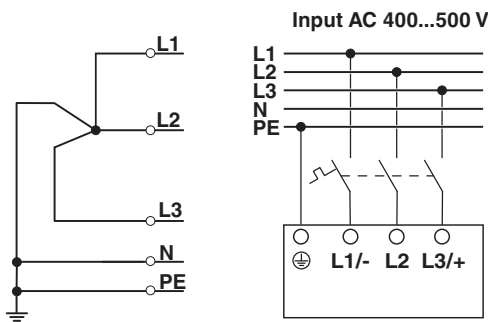 Input AC 400...500 V
L1
L2
L3
N
PE
L1
L2
L3
N
PE
L1/- L2 L3/+